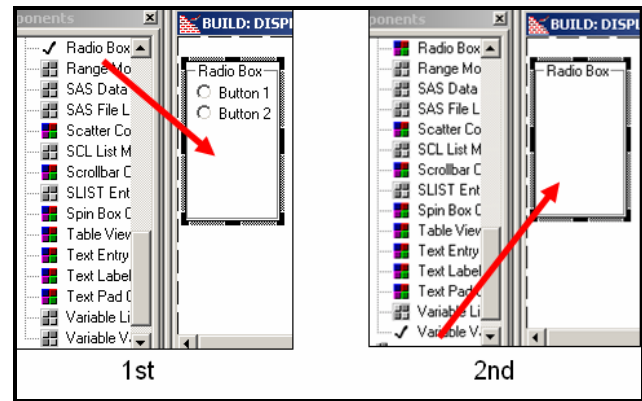 ponents
BUILD: DISPL
Radio Box
Range Mo
SAS Data
SAS File L
Scatter Co
SCL List M
Scrollbar C
SLIST Ent
Spin Box C
Table View
Text Entry
Text Label
Text Pad C
Variable Li
Variable V
Radio Box
Button 1
Button 2
1st
ponents
BUILD: DISPL
Radio Box
Range Mo
SAS Data
SAS File L
Scatter Co
SCL List M
Scrollbar C
SLIST Ent
Spin Box C
Table View
Text Entry
Text Label
Text Pad C
Variable Li
Variable V
Radio Box
2nd